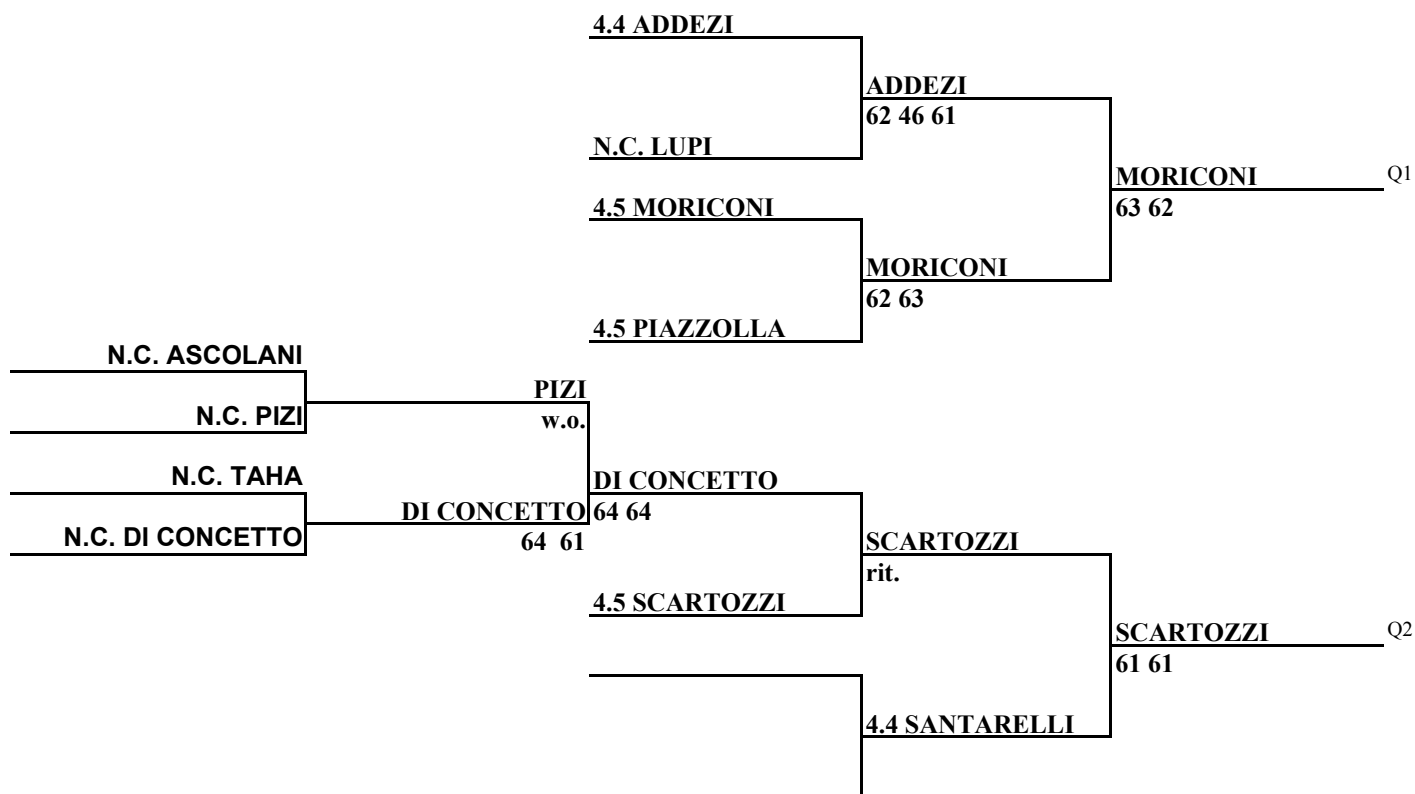 4.4 ADDEZI
ADDEZI
62 46 61
N.C. LUPI
MORICONI
Q1
63 62
4.5 MORICONI
MORICONI
62 63
4.5 PIAZZOLLA
N.C. ASCOLANI
PIZI
w.o.
N.C. PIZI
N.C. TAHA
DI CONCETTO
64 64
DI CONCETTO
64 61
N.C. DI CONCETTO
SCARTOZZI
rit.
4.5 SCARTOZZI
SCARTOZZI
Q2
61 61
4.4 SANTARELLI